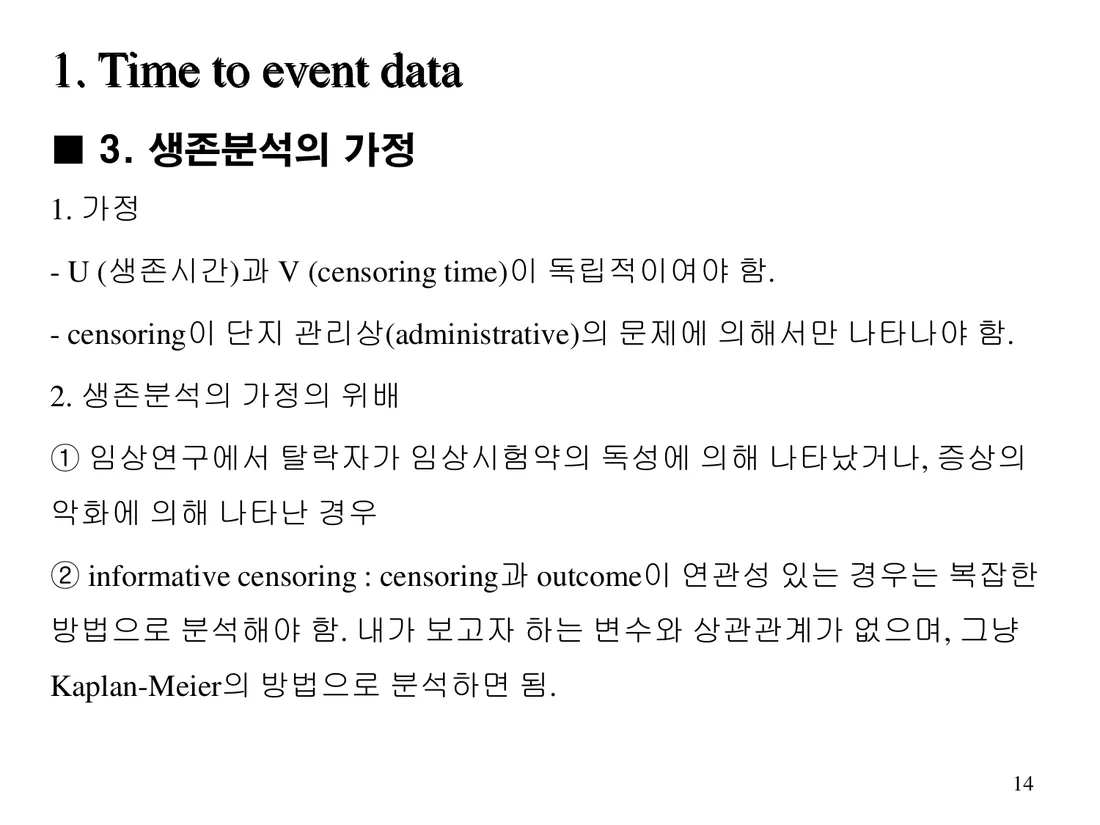 1. Time to event data
■ 3. 생존분석의 가정
1. 가정
- U (생존시간)과 V (censoring time)이 독립적이여야 함.
- censoring이 단지 관리상(administrative)의 문제에 의해서만 나타나야 함.
2. 생존분석의 가정의 위배
① 임상연구에서 탈락자가 임상시험약의 독성에 의해 나타났거나, 증상의
악화에 의해 나타난 경우
② informative censoring : censoring과 outcome이 연관성 있는 경우는 복잡한
방법으로 분석해야 함. 내가 보고자 하는 변수와 상관관계가 없으며, 그냥
Kaplan-Meier의 방법으로 분석하면 됨.
14